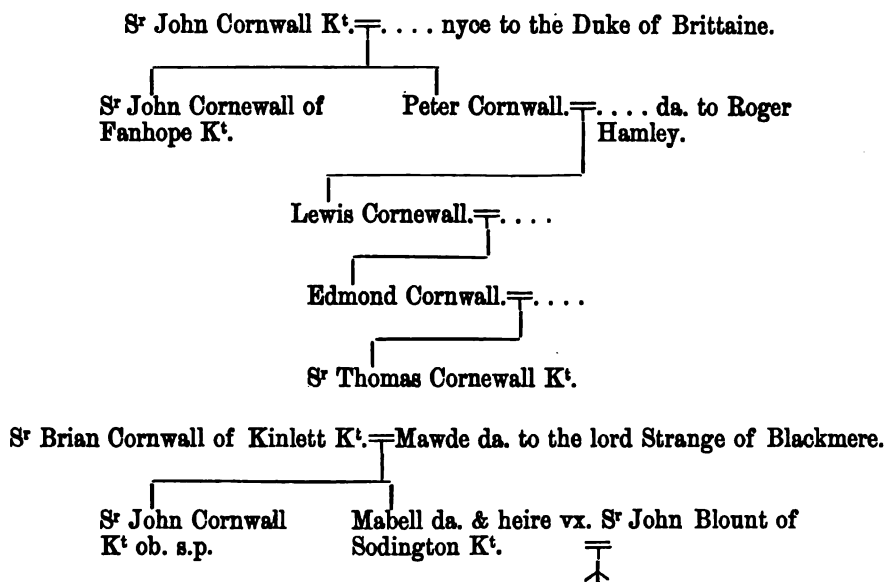 Sʳ John Cornwall Kᵗ.=. . . . nyce to the Duke of Brittaine.
Sʳ John Cornewall of Fanhope Kᵗ.
Peter Cornwall.=. . . . da. to Roger Hamley.
Lewis Cornewall.=. . . .
Edmond Cornwall.=. . . .
Sʳ Thomas Cornewall Kᵗ.
Sʳ Brian Cornwall of Kinlett Kᵗ.=Mawde da. to the lord Strange of Blackmere.
Sʳ John Cornwall
Kᵗ ob. s.p.
Mabell da. & heire vx. Sʳ John Blount of
Sodington Kᵗ.